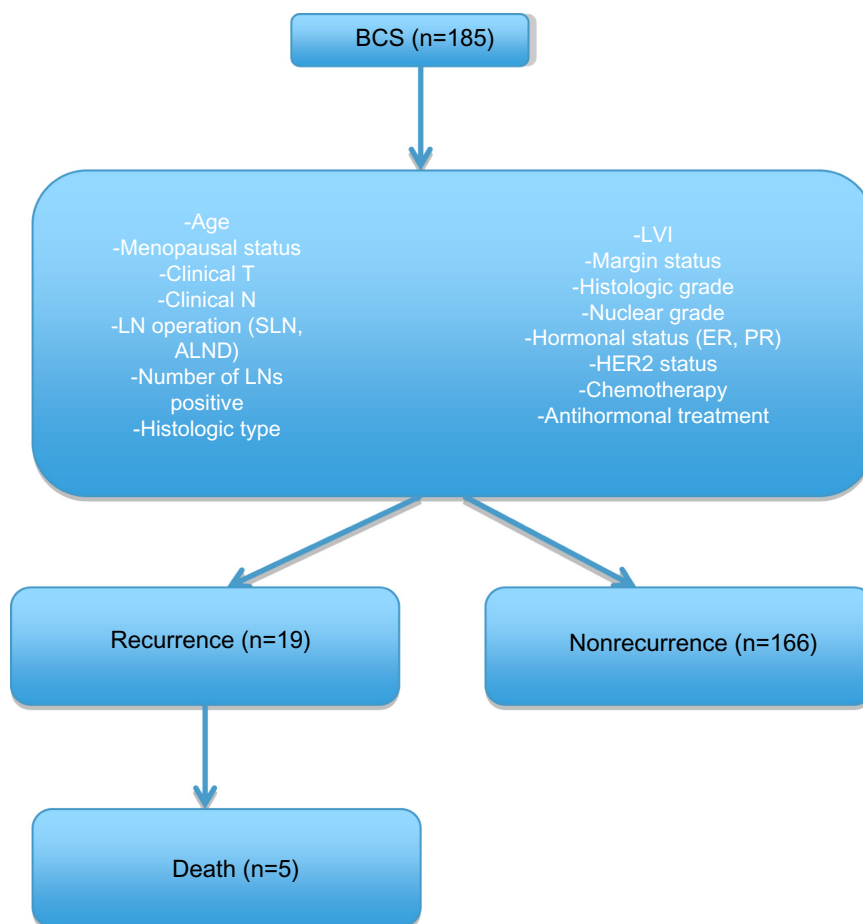 BCS (n=185)
-Age
-Menopausal status
-Clinical T
-Clinical N
-LN operation (SLN,
ALND)
-Number of LNs
positive
-Histologic type
-LVI
-Margin status
-Histologic grade
-Nuclear grade
-Hormonal status (ER, PR)
-HER2 status
-Chemotherapy
-Antihormonal treatment
Recurrence (n=19)
Nonrecurrence (n=166)
Death (n=5)